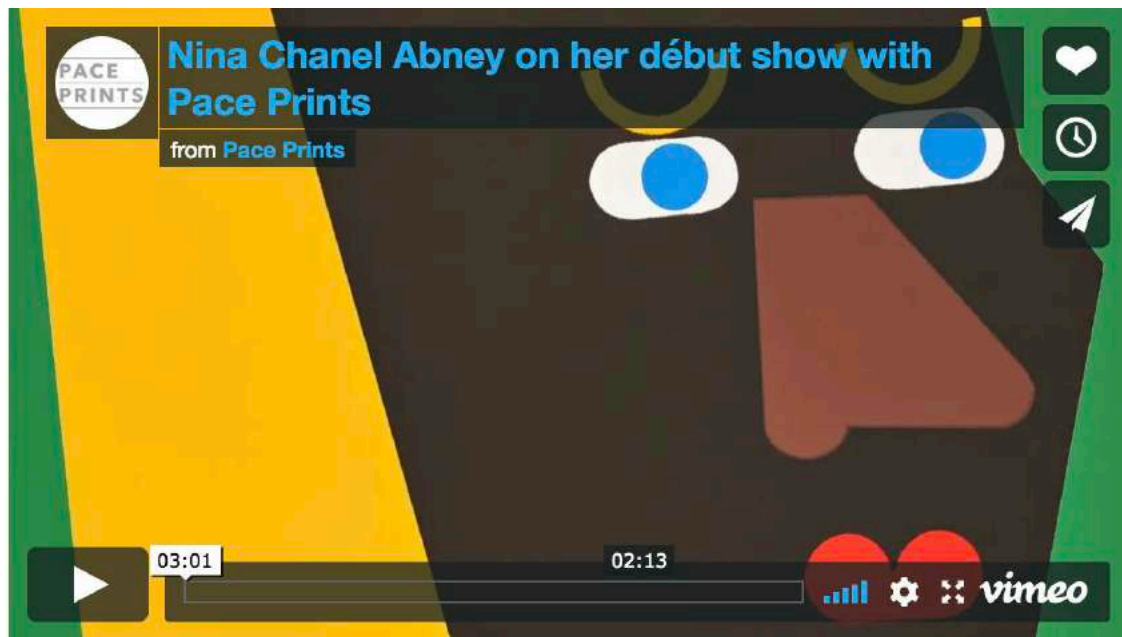 PACE
PRINTS
Nina Chanel Abney on her début show with
Pace Prints
from Pace Prints
03:01
02:13
vimeo